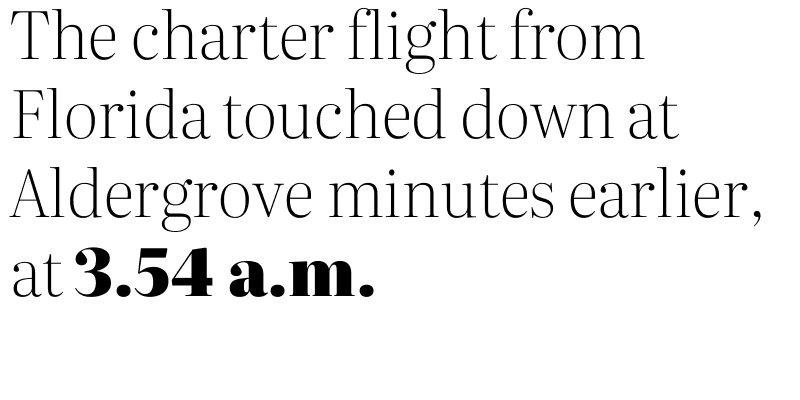 The charter flight from
Florida touched down at
Aldergrove minutes earlier,
at 3.54 a.m.